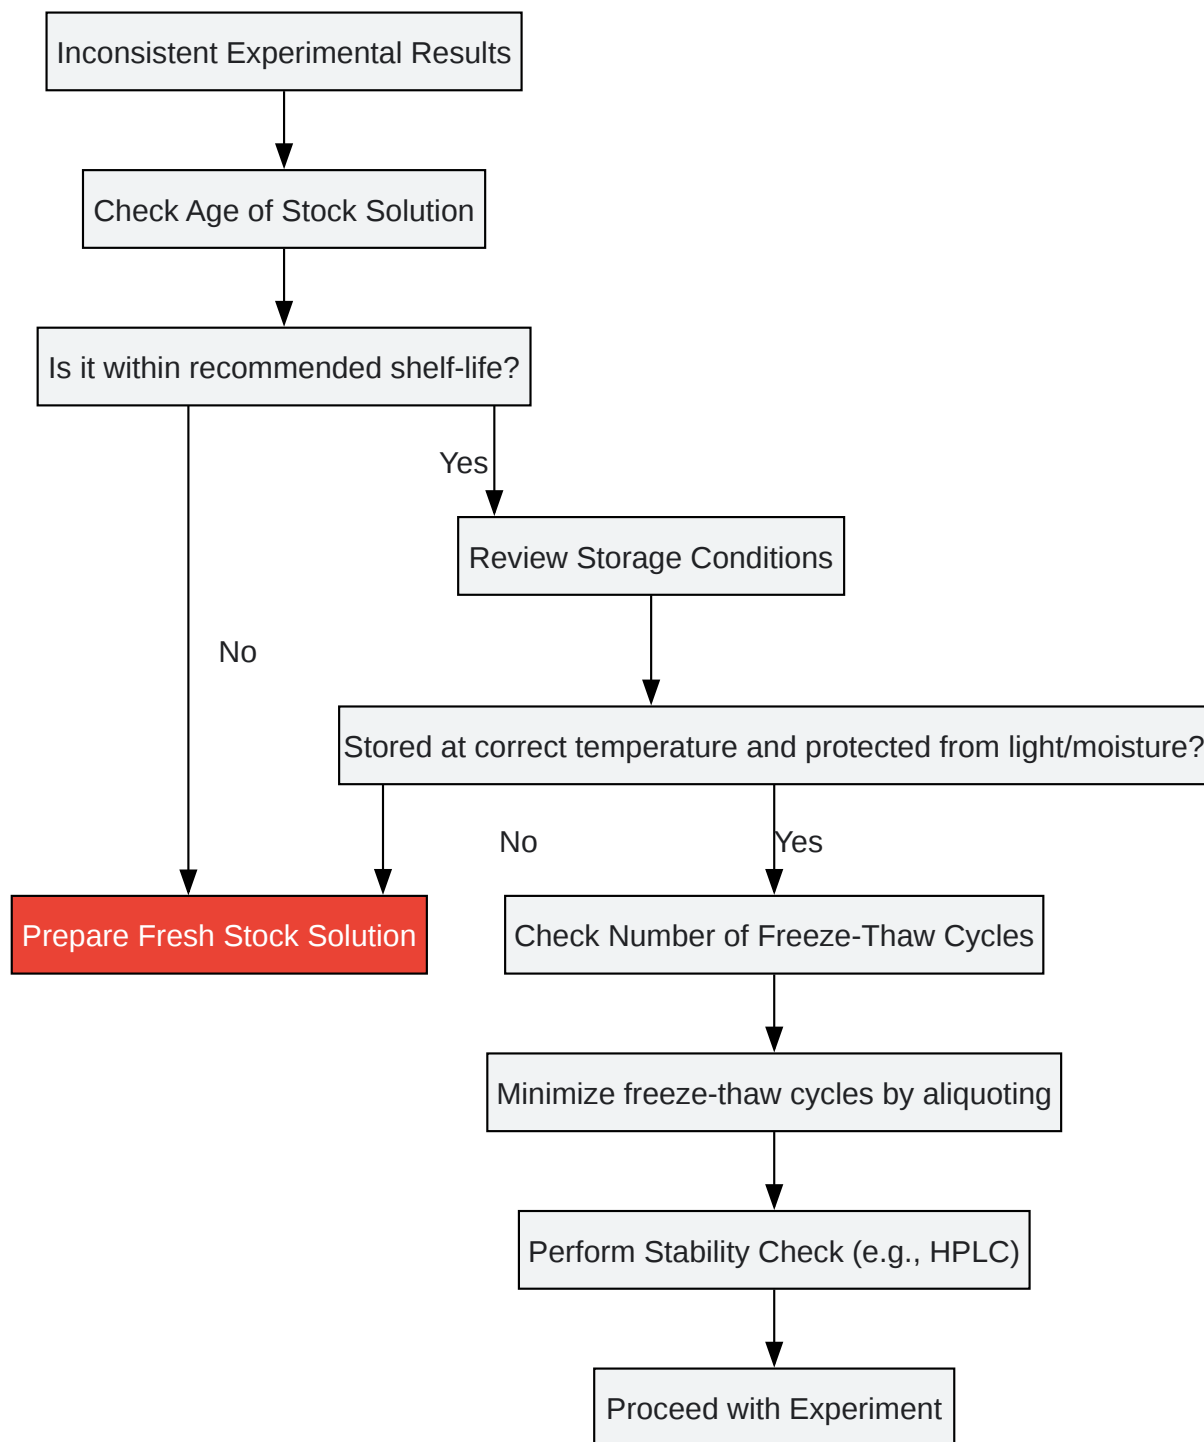 Inconsistent Experimental Results
Check Age of Stock Solution
Is it within recommended shelf-life?
Yes
Review Storage Conditions
No
Stored at correct temperature and protected from light/moisture?
No
Yes
Prepare Fresh Stock Solution
Check Number of Freeze-Thaw Cycles
Minimize freeze-thaw cycles by aliquoting
Perform Stability Check (e.g., HPLC)
Proceed with Experiment